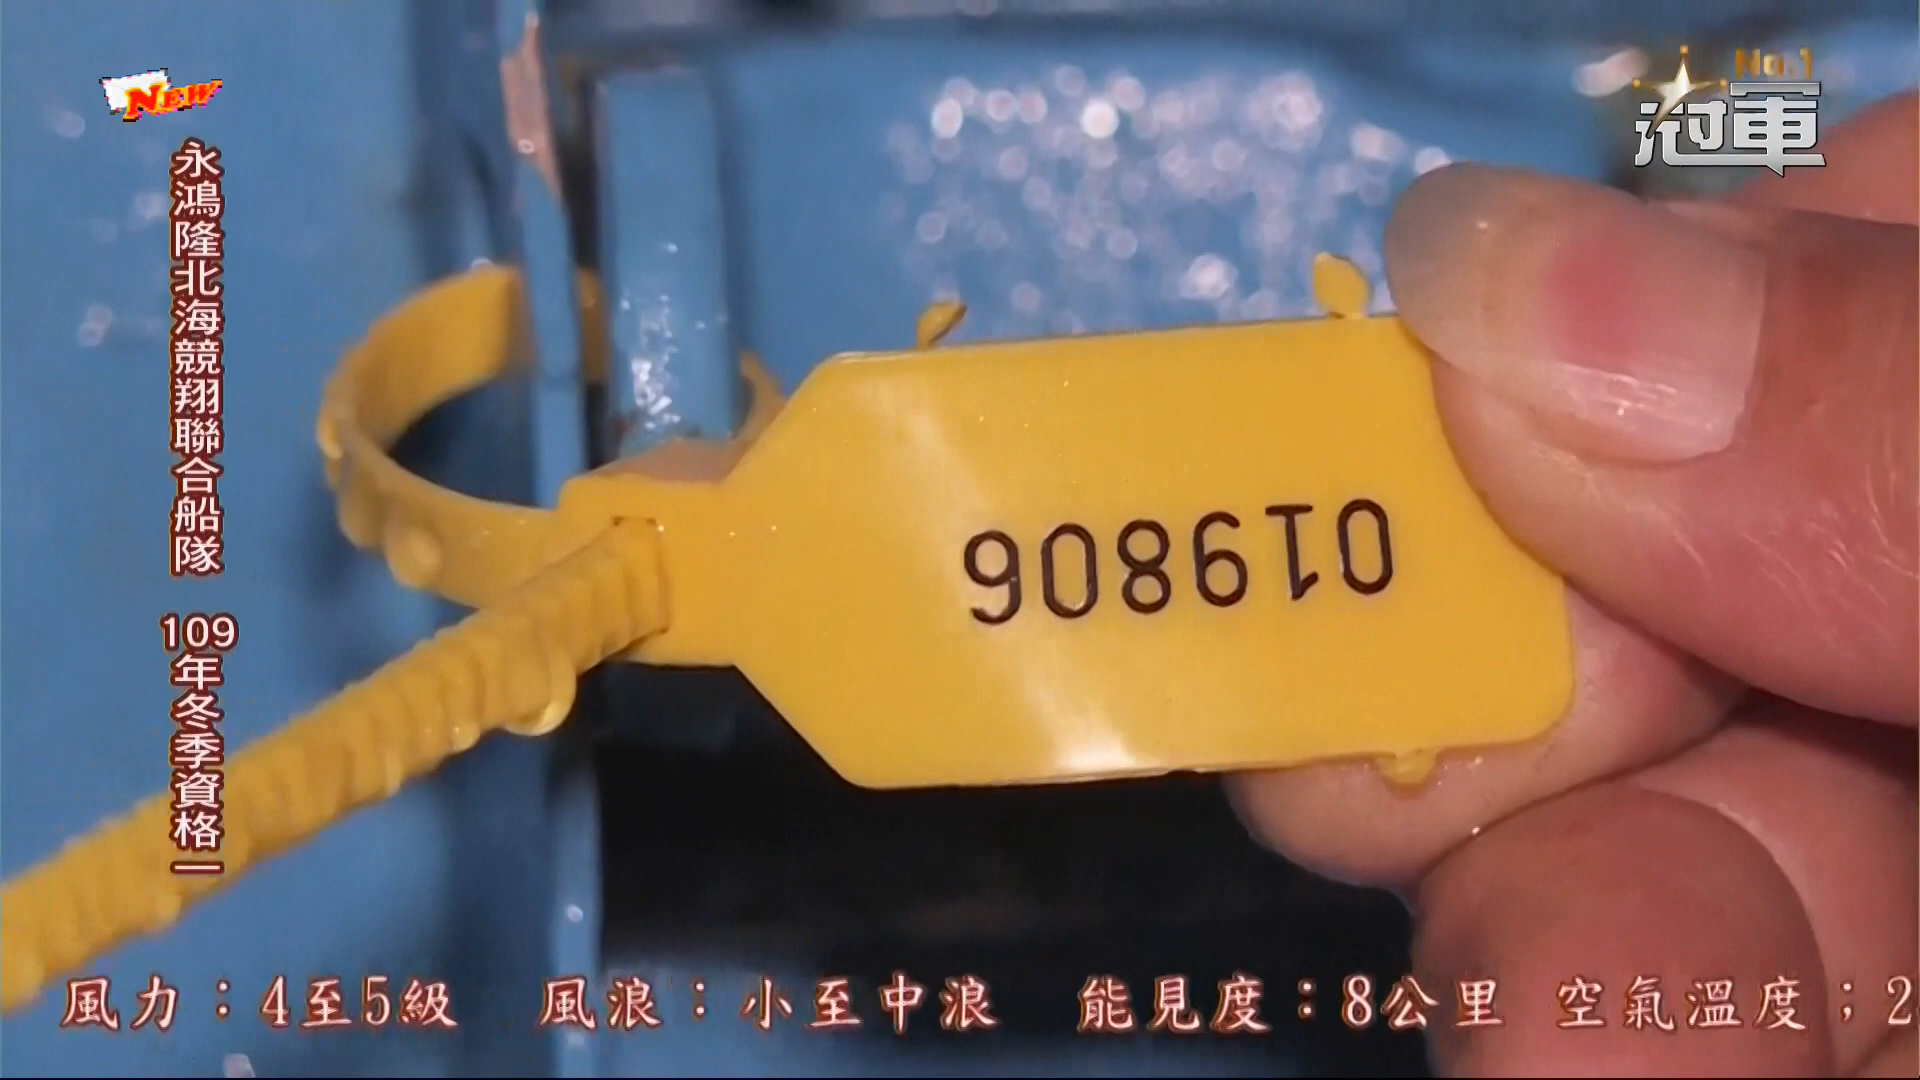 NEW
No.1
冠軍
永鴻隆北海競翔聯合船隊 109年冬季資格一
019806
風力：4至5級 風浪：小至中浪 能見度：8公里 空氣溫度；2